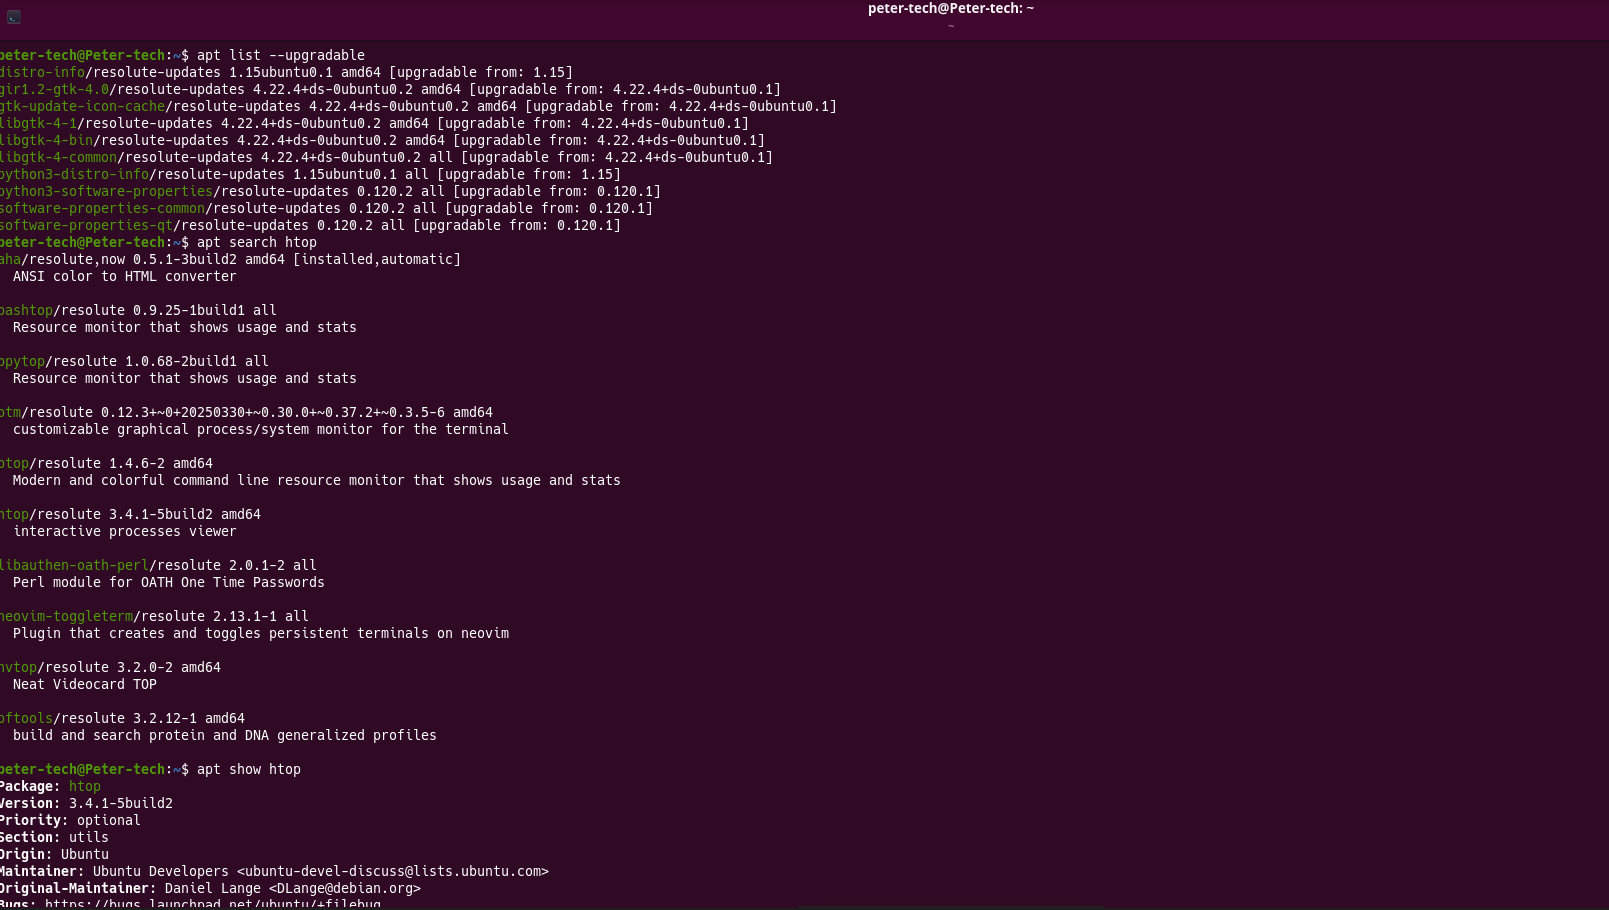 peter-tech@Peter-tech: ~
~
peter-tech@Peter-tech:~$ apt list --upgradable
distro-info/resolute-updates 1.15ubuntu0.1 amd64 [upgradable from: 1.15]
gir1.2-gtk-4.0/resolute-updates 4.22.4+ds-0ubuntu0.2 amd64 [upgradable from: 4.22.4+ds-0ubuntu0.1]
gtk-update-icon-cache/resolute-updates 4.22.4+ds-0ubuntu0.2 amd64 [upgradable from: 4.22.4+ds-0ubuntu0.1]
libgtk-4-1/resolute-updates 4.22.4+ds-0ubuntu0.2 amd64 [upgradable from: 4.22.4+ds-0ubuntu0.1]
libgtk-4-bin/resolute-updates 4.22.4+ds-0ubuntu0.2 amd64 [upgradable from: 4.22.4+ds-0ubuntu0.1]
libgtk-4-common/resolute-updates 4.22.4+ds-0ubuntu0.2 all [upgradable from: 4.22.4+ds-0ubuntu0.1]
python3-distro-info/resolute-updates 1.15ubuntu0.1 all [upgradable from: 1.15]
python3-software-properties/resolute-updates 0.120.2 all [upgradable from: 0.120.1]
software-properties-common/resolute-updates 0.120.2 all [upgradable from: 0.120.1]
software-properties-qt/resolute-updates 0.120.2 all [upgradable from: 0.120.1]
peter-tech@Peter-tech:~$ apt search htop
aha/resolute,now 0.5.1-3build2 amd64 [installed,automatic]
ANSI color to HTML converter
bashtop/resolute 0.9.25-1build1 all
Resource monitor that shows usage and stats
bpytop/resolute 1.0.68-2build1 all
Resource monitor that shows usage and stats
btm/resolute 0.12.3+~0+20250330+~0.30.0+~0.37.2+~0.3.5-6 amd64
customizable graphical process/system monitor for the terminal
btop/resolute 1.4.6-2 amd64
Modern and colorful command line resource monitor that shows usage and stats
htop/resolute 3.4.1-5build2 amd64
interactive processes viewer
libauthen-oath-perl/resolute 2.0.1-2 all
Perl module for OATH One Time Passwords
neovim-toggleterm/resolute 2.13.1-1 all
Plugin that creates and toggles persistent terminals on neovim
nvtop/resolute 3.2.0-2 amd64
Neat Videocard TOP
pftools/resolute 3.2.12-1 amd64
build and search protein and DNA generalized profiles
peter-tech@Peter-tech:~$ apt show htop
Package: htop
Version: 3.4.1-5build2
Priority: optional
Section: utils
Origin: Ubuntu
Maintainer: Ubuntu Developers <ubuntu-devel-discuss@lists.ubuntu.com>
Original-Maintainer: Daniel Lange <DLange@debian.org>
Bugs: https://bugs.launchpad.net/ubuntu/+filebug